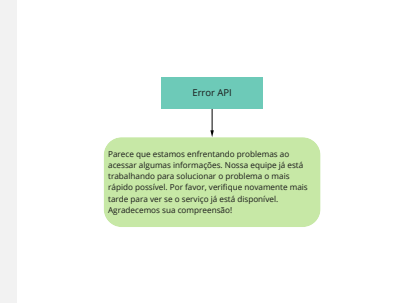 Error API
Parece que estamos enfrentando problemas ao
acessar algumas informações. Nossa equipe já está
trabalhando para solucionar o problema o mais
rápido possível. Por favor, verifique novamente mais
tarde para ver se o serviço já está disponível.
Agradecemos sua compreensão!